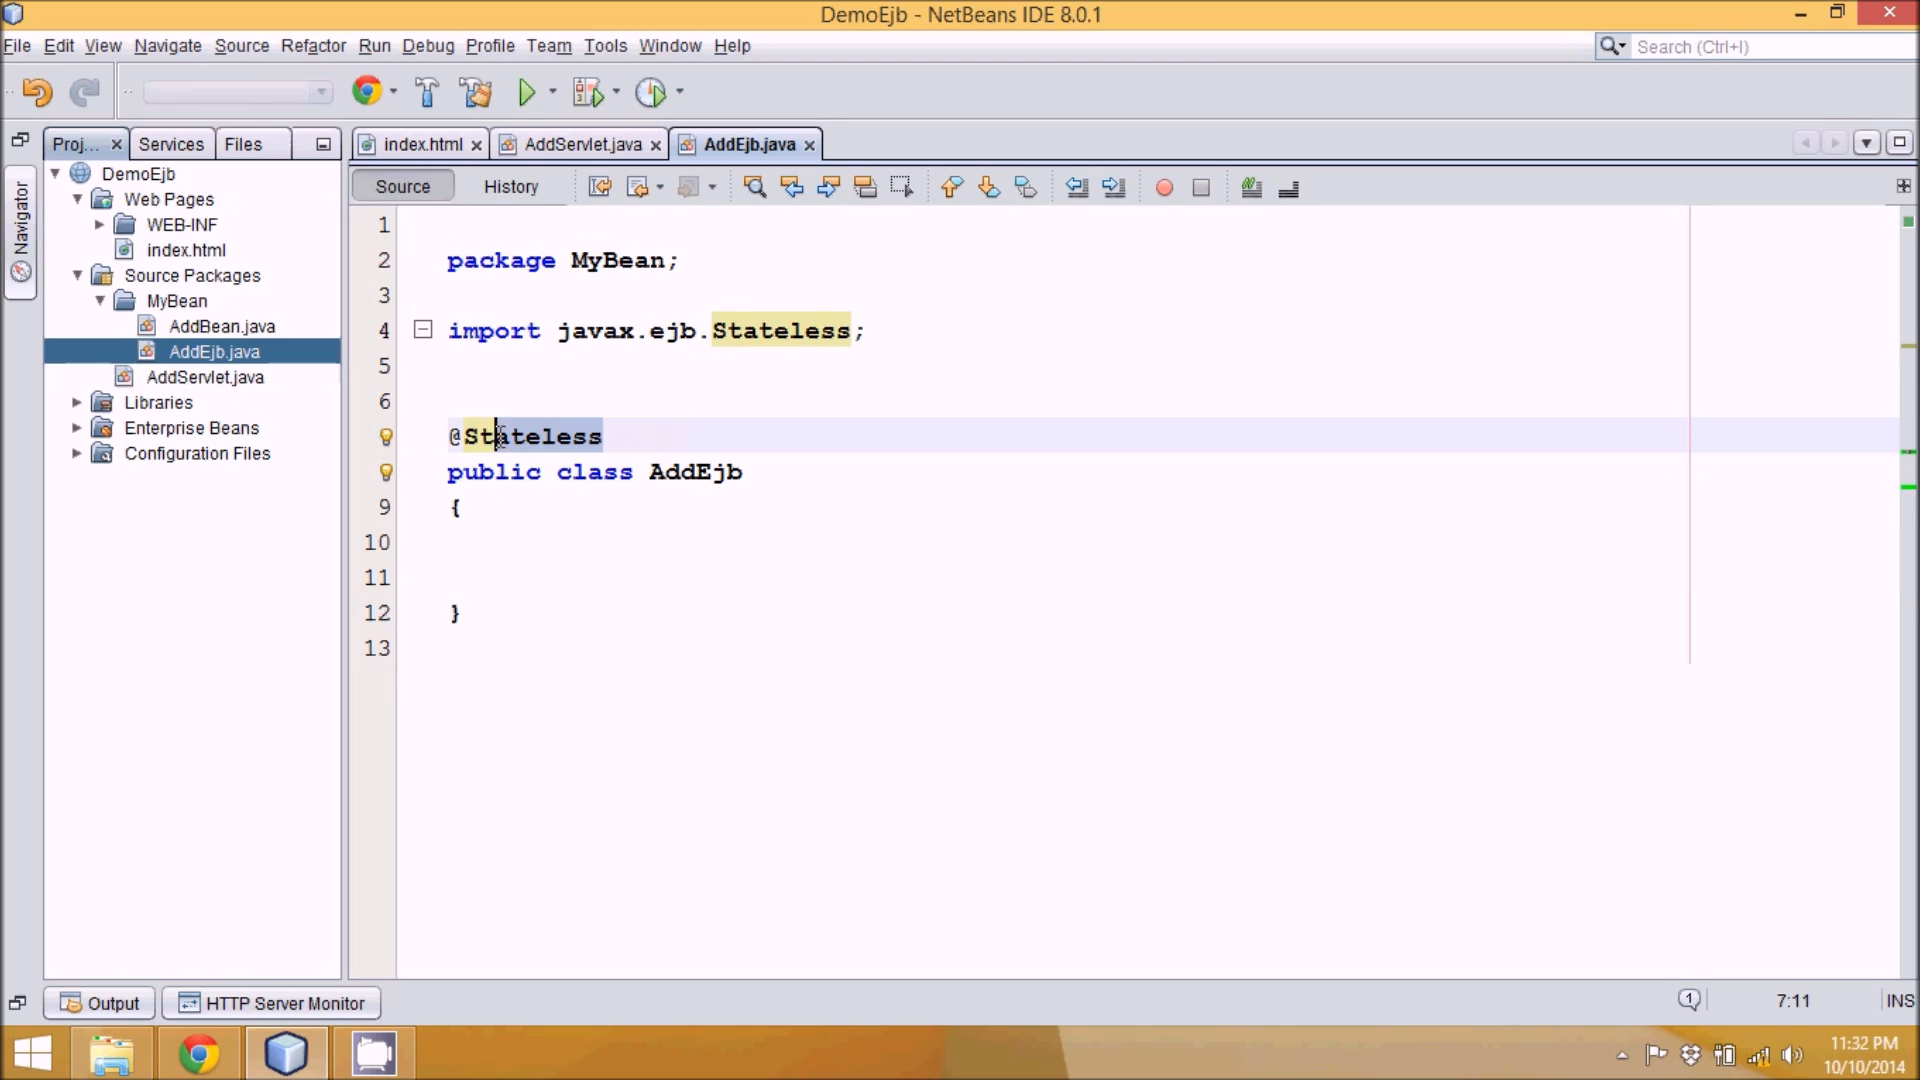 DemoEjb - NetBeans IDE 8.0.1
File Edit View Navigate Source Refactor Run Debug Profile Team Tools Window Help
Search (Ctrl+I)
Proj... Services Files
index.html AddServlet.java AddEjb.java
Navigator
Source History
DemoEjb
Web Pages
WEB-INF
index.html
Source Packages
MyBean
AddBean.java
AddEjb.java
AddServlet.java
Libraries
Enterprise Beans
Configuration Files
1
2 package MyBean;
3
4 import javax.ejb.Stateless;
5
6
@Stateless
public class AddEjb
9 {
10
11
12 }
13
Output HTTP Server Monitor
1 7:11 INS
11:32 PM
10/10/2014